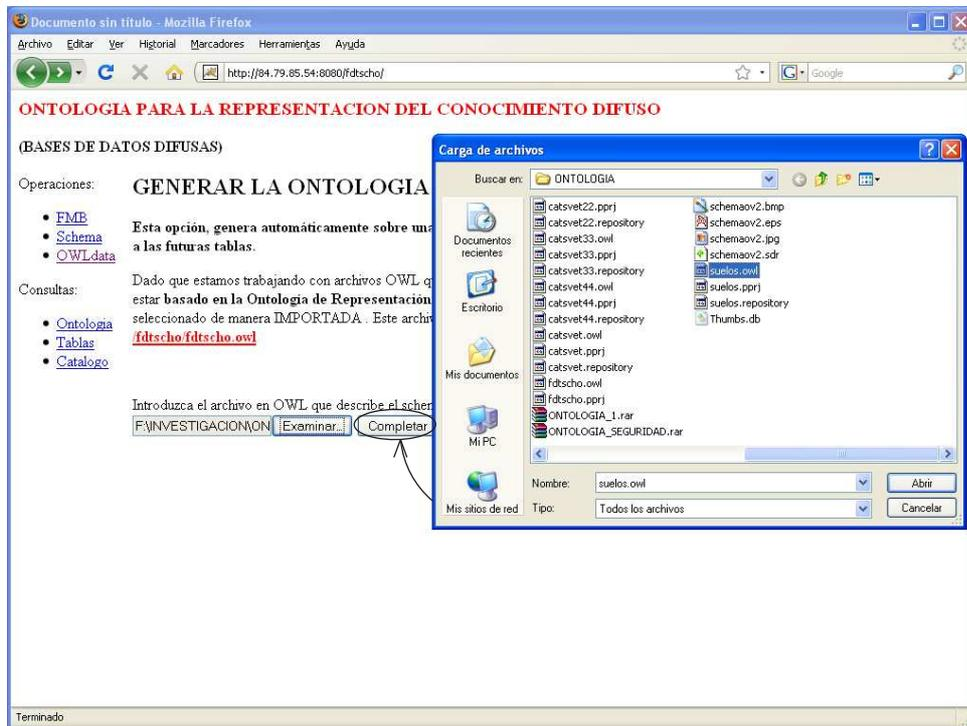 Documento sin título - Mozilla Firefox
Archivo Editar Ver Historial Marcadores Herramientas Ayuda
http://84.79.85.54:8080/fdtscho/
G Google
ONTOLOGIA PARA LA REPRESENTACION DEL CONOCIMIENTO DIFUSO
(BASES DE DATOS DIFUSAS)
Operaciones:
FMB
Schema
OWLdata
Consultas:
Ontologia
Tablas
Catalogo
GENERAR LA ONTOLOGIA
Esta opción, genera automáticamente sobre una
a las futuras tablas.
Dado que estamos trabajando con archivos OWL q
estar basado en la Ontología de Representación
seleccionado de manera IMPORTADA . Este archiv
/fdtscho/fdtscho.owl
Introduzca el archivo en OWL que describe el schem
F:\INVESTIGACION\ON Examinar... Completar
Carga de archivos
Buscar en: ONTOLOGIA
Documentos recientes
Escritorio
Mis documentos
Mi PC
Mis sitios de red
catsvet22.pprj
catsvet22.repository
catsvet33.owl
catsvet33.pprj
catsvet33.repository
catsvet44.owl
catsvet44.pprj
catsvet44.repository
catsvet.owl
catsvet.pprj
catsvet.repository
fdtscho.owl
fdtscho.pprj
ONTOLOGIA_1.rar
ONTOLOGIA_SEGURIDAD.rar
schemaov2.bmp
schemaov2.eps
schemaov2.jpg
schemaov2.sdr
suelos.owl
suelos.pprj
suelos.repository
Thumbs.db
Nombre: suelos.owl Abrir
Tipo: Todos los archivos Cancelar
Terminado